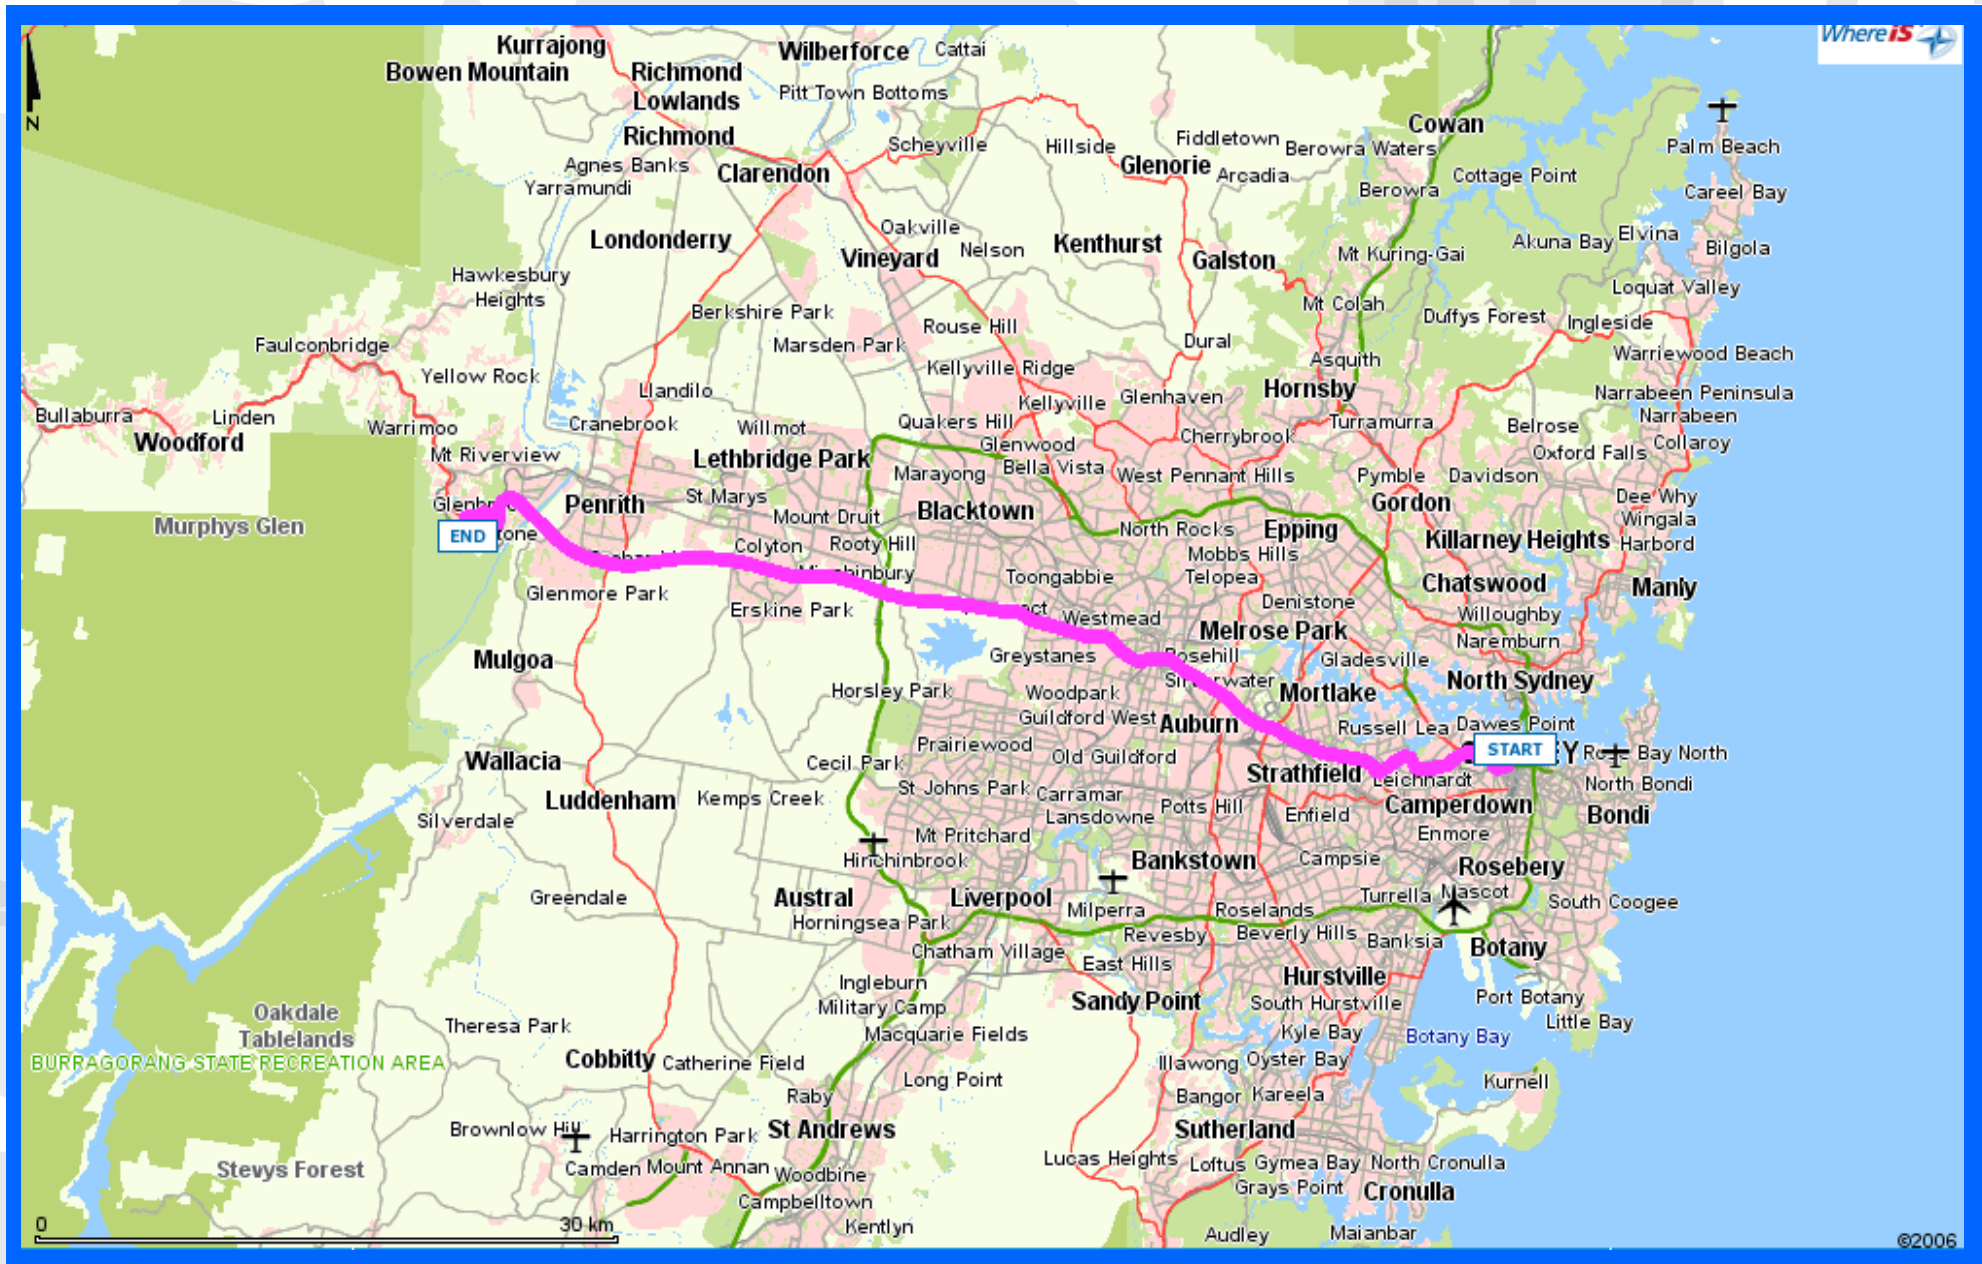 Where iS
N
Kurrajong
Wilberforce
Cattai
Bowen Mountain
Richmond
Lowlands
Pitt Town Bottoms
Richmond
Scheyville
Hillside
Fiddletown
Berowra Waters
Cowan
Palm Beach
Agnes Banks
Clarendon
Glenorie
Arcadia
Berowra
Cottage Point
Careel Bay
Yarramundi
Londonderry
Oakville
Nelson
Kenthurst
Galston
Akuna Bay
Elvina
Bilgola
Vineyard
Mt Kuring-Gai
Hawkesbury
Heights
Loquat Valley
Berkshire Park
Mt Colah
Duffys Forest
Ingleside
Rouse Hill
Faulconbridge
Marsden Park
Dural
Asquith
Warriewood Beach
Yellow Rock
Kellyville Ridge
Llandilo
Hornsby
Narrabeen Peninsula
Kellyville
Glenhaven
Bullaburra
Linden
Warrimoo
Cranebrook
Willmot
Quakers Hill
Turramurra
Belrose
Narrabeen
Woodford
Glenwood
Cherrybrook
Oxford Falls
Collaroy
Mt Riverview
Lethbridge Park
Marayong
Bella Vista
West Pennant Hills
Pymble
Davidson
Penrith
St Marys
Gordon
Dee Why
Murphys Glen
END
Mount Druit
Blacktown
North Rocks
Epping
Wingala
Colyton
Rooty Hill
Mobbs Hills
Killarney Heights
Harbord
Toongabbie
Telopea
Chatswood
Manly
Glenmore Park
Erskine Park
Westmead
Denistone
Willoughby
Melrose Park
Naremburn
Mulgoa
Greystanes
Rosehill
Gladesville
North Sydney
Horsley Park
Woodpark
Mortlake
Guildford West
Auburn
Russell Lea
Dawes Point
Wallacia
Prairiewood
Old Guildford
START
Rose Bay North
Cecil Park
Strathfield
Leichhardt
North Bondi
Luddenham
Kemps Creek
St Johns Park
Carramar
Potts Hill
Camperdown
Bondi
Silverdale
Mt Pritchard
Lansdowne
Enfield
Enmore
Hinchinbrook
Bankstown
Campsie
Rosebery
Greendale
Austral
Liverpool
Milperra
Roselands
Turrella
Mascot
South Coogee
Horningsea Park
Revesby
Beverly Hills
Banksia
Botany
Chatham Village
East Hills
Ingleburn
Military Camp
Sandy Point
Hurstville
South Hurstville
Port Botany
Little Bay
Oakdale
Tablelands
Theresa Park
Macquarie Fields
Kyle Bay
Botany Bay
BURRAGORANG STATE RECREATION AREA
Cobbitty
Catherine Field
Illawong
Oyster Bay
Long Point
Kurnell
Raby
Bangor
Kareela
Brownlow Hill
Harrington Park
St Andrews
Sutherland
Stevys Forest
Camden
Mount Annan
Woodbine
Lucas Heights
Loftus
Gymea Bay
North Cronulla
Campbelltown
Grays Point
Cronulla
0
30 km
Kentlyn
Audley
Maianbar
©2006